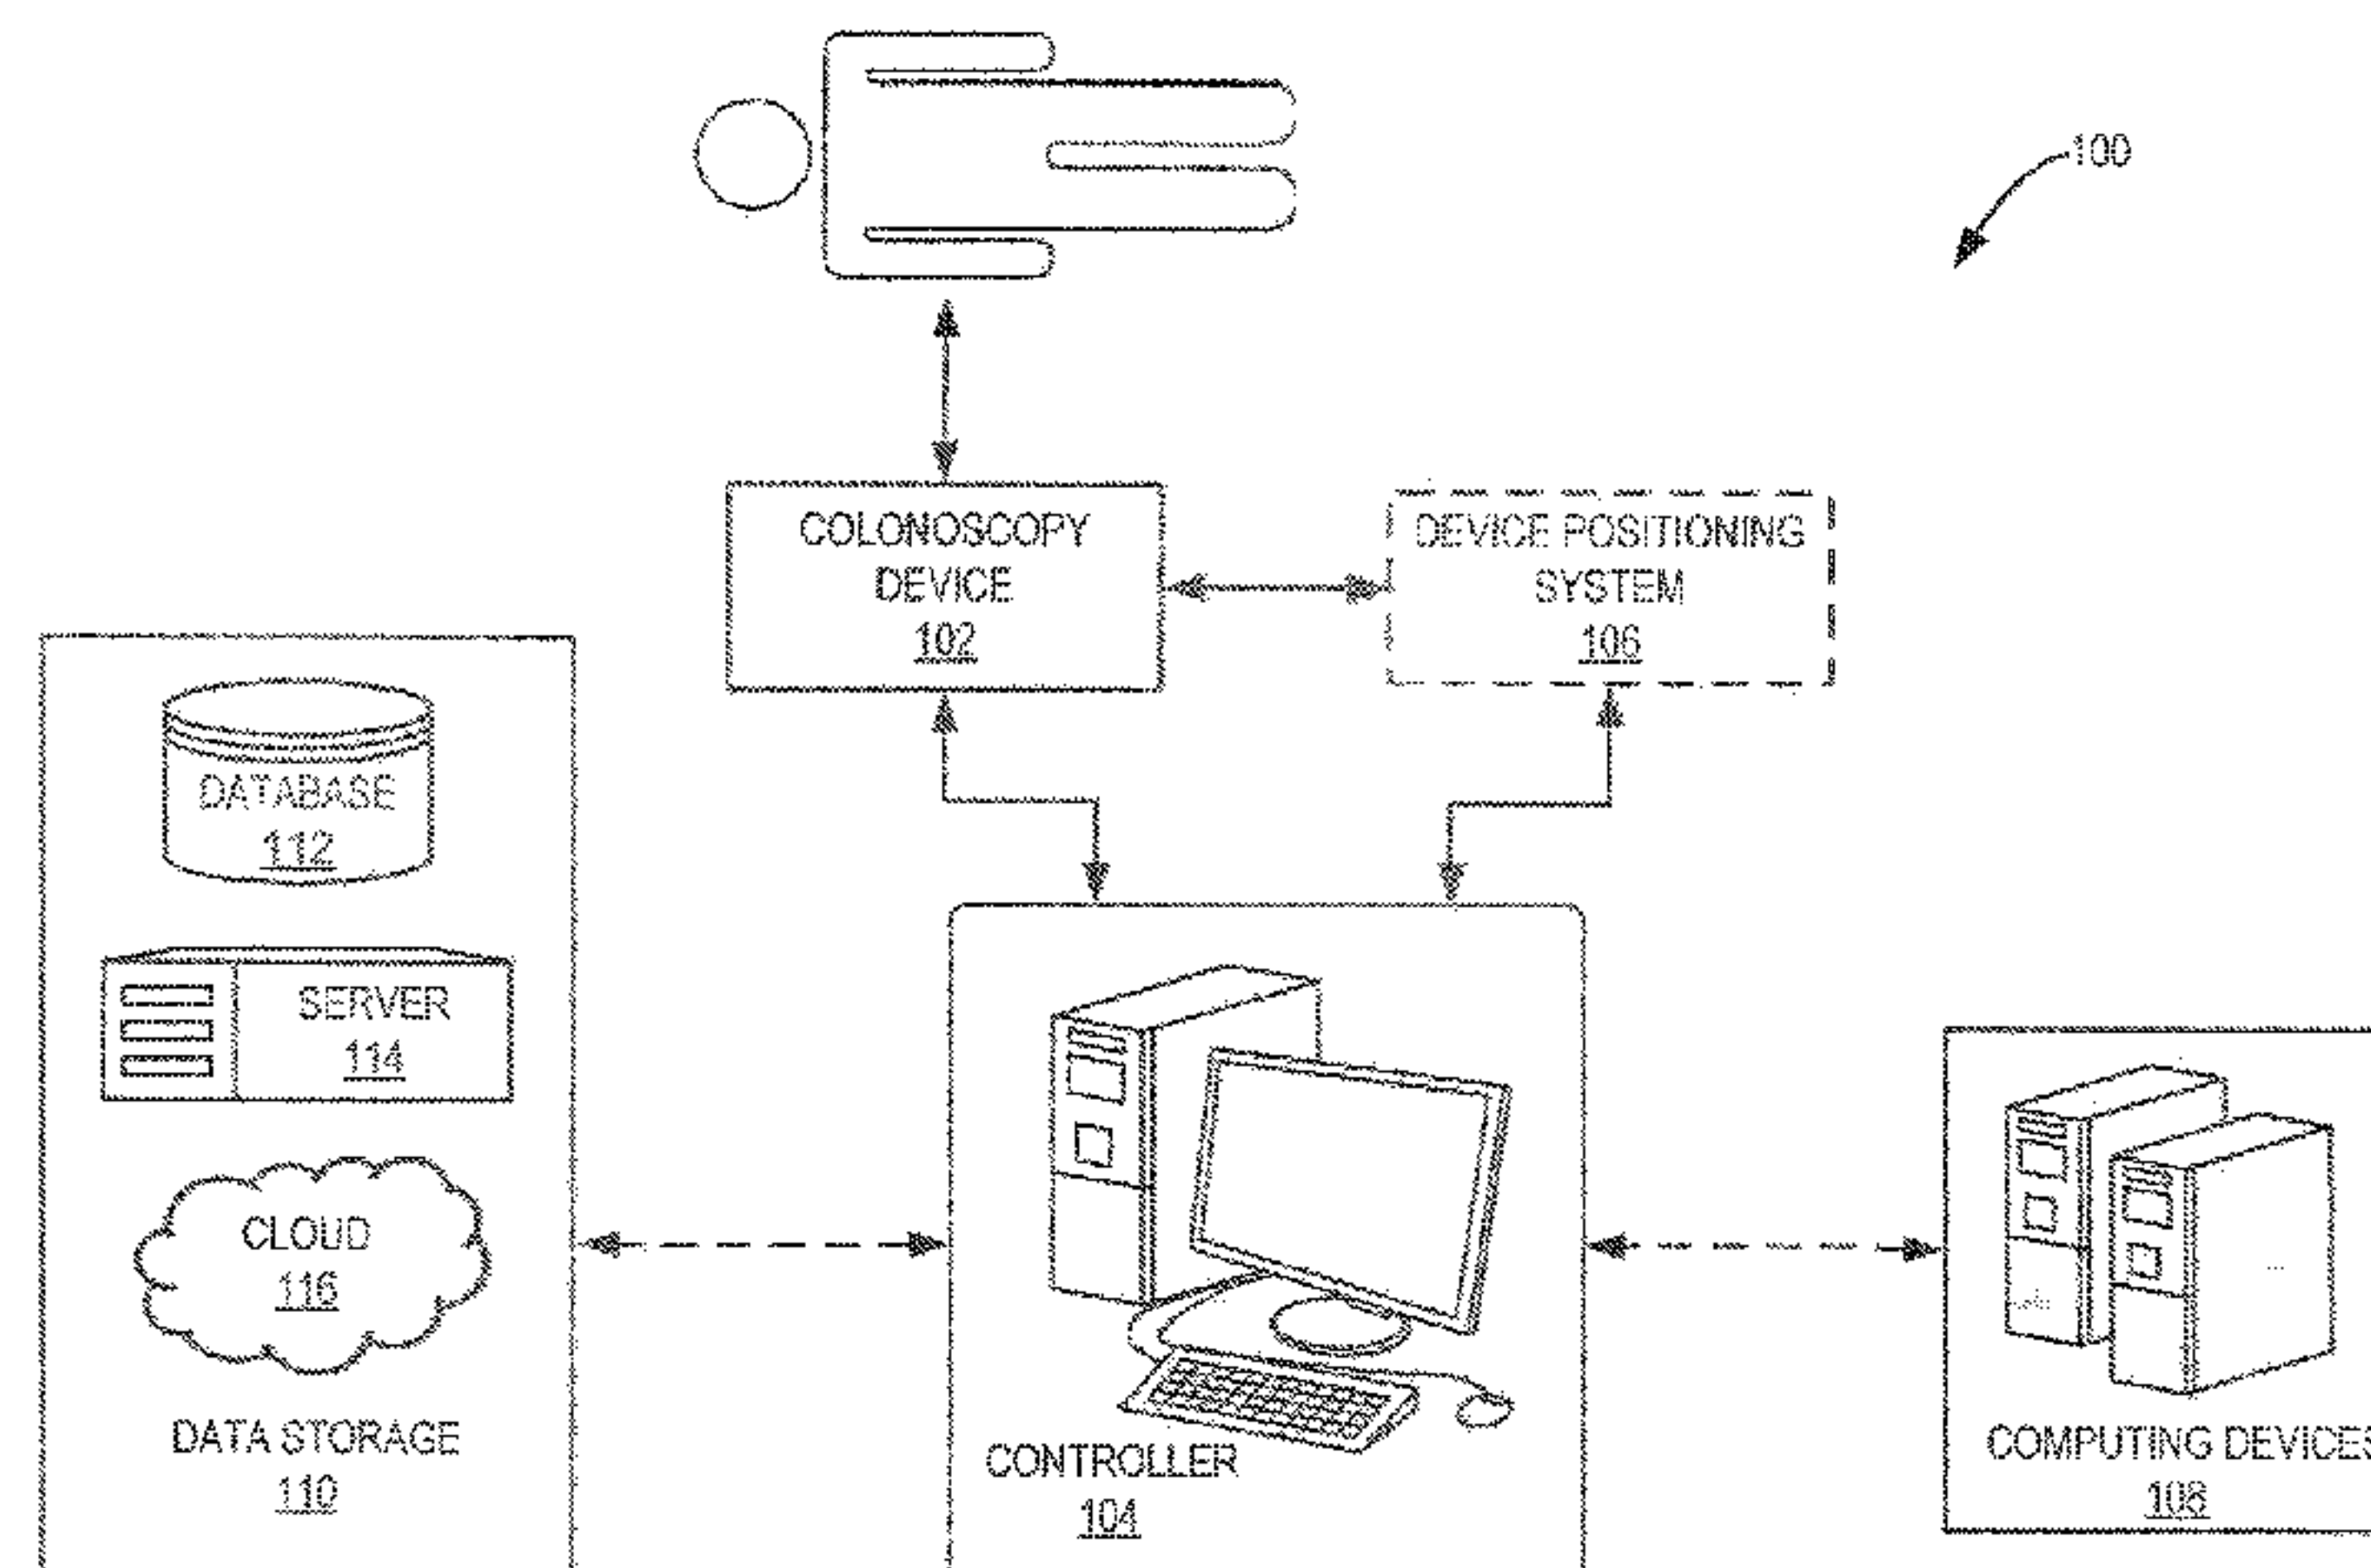 100
COLONOSCOPY
DEVICE
102
DEVICE POSITIONING
SYSTEM
106
DATABASE
112
SERVER
114
CLOUD
116
DATA STORAGE
110
CONTROLLER
104
COMPUTING DEVICES
108